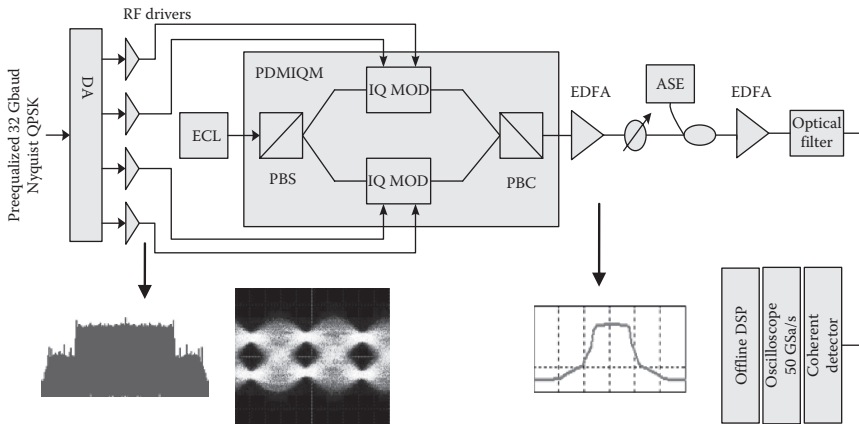 RF drivers
Preequalized 32 Gbaud
Nyquist QPSK
DA
PDMIQM
IQ MOD
ECL
PBS
IQ MOD
PBC
EDFA
ASE
EDFA
Optical
filter
Offline DSP
Oscilloscope
50 GSa/s
Coherent
detector